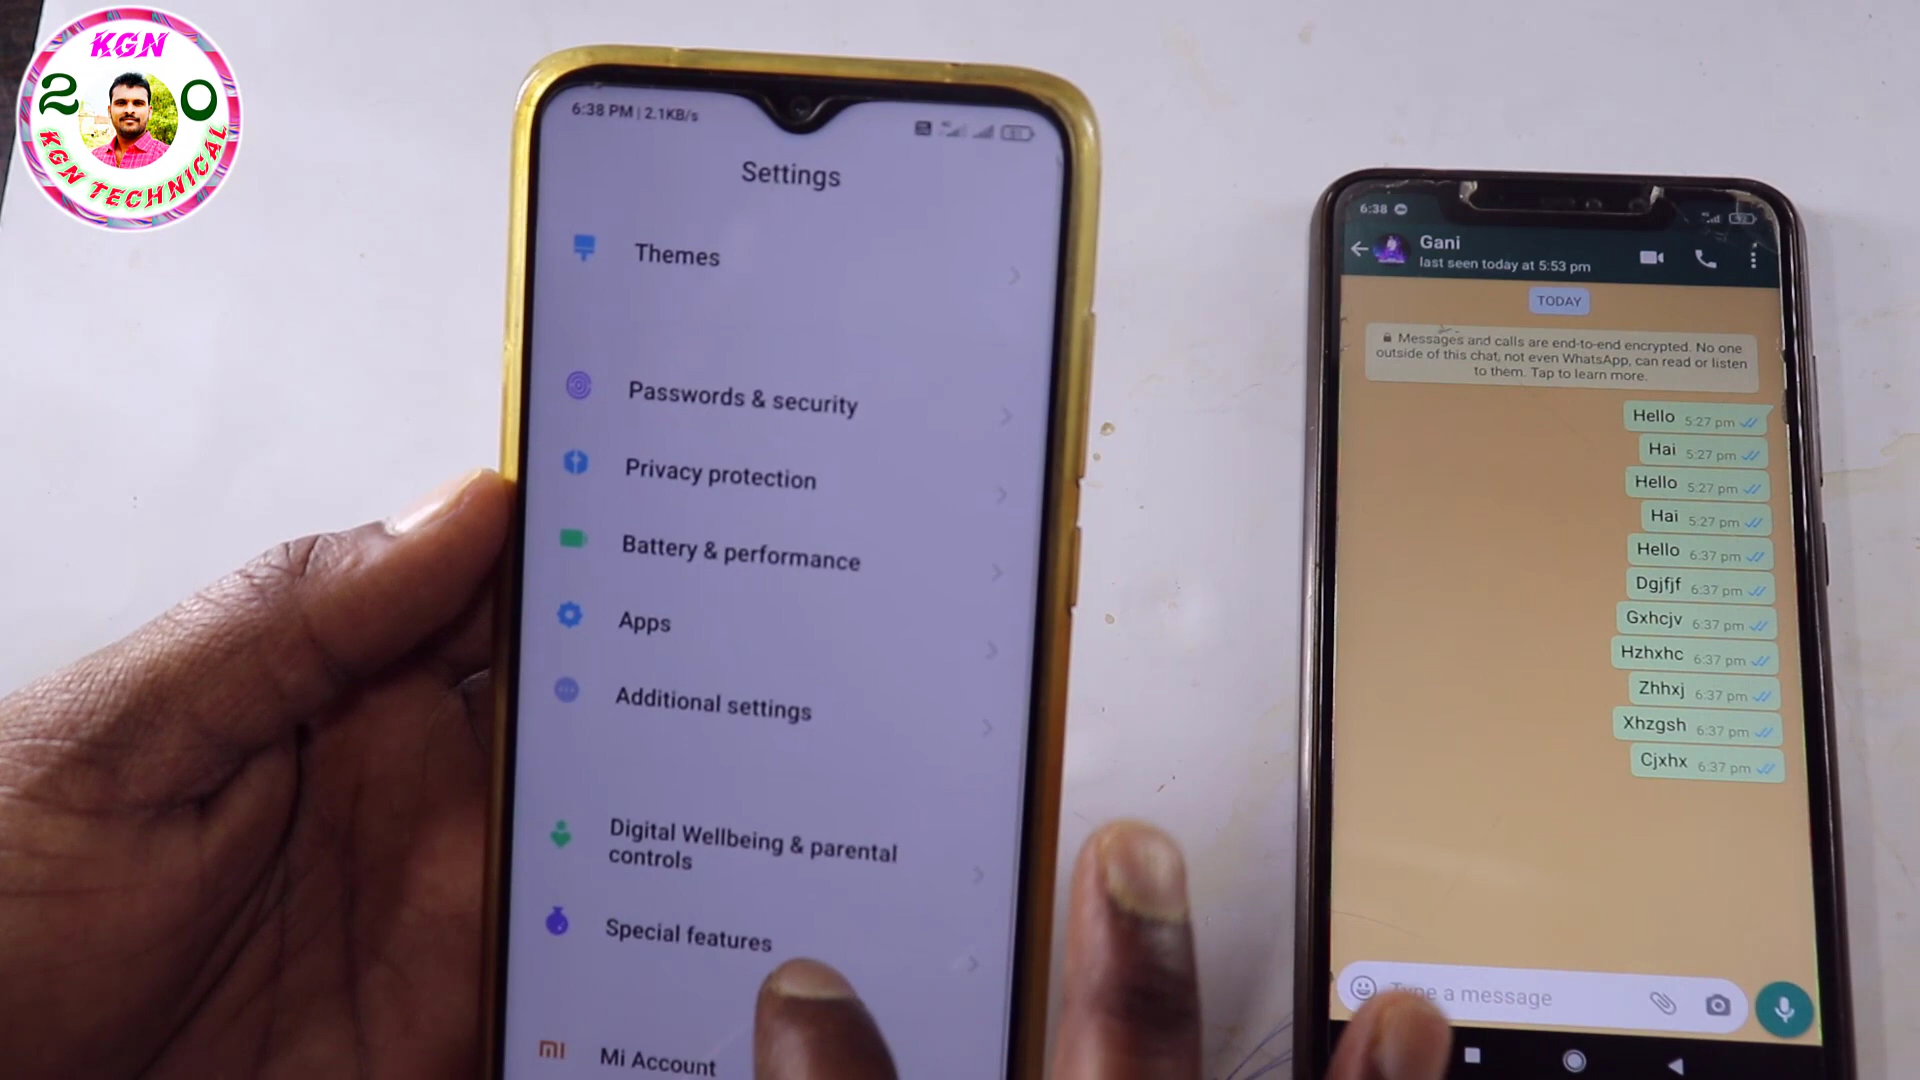 KGN
20
KGN TECHNICAL
6:38 PM | 2.1KB/s
Settings
Themes
Passwords & security
Privacy protection
Battery & performance
Apps
Additional settings
Digital Wellbeing & parental
controls
Special features
MI
Mi Account
6:38
Gani
last seen today at 5:53 pm
TODAY
Messages and calls are end-to-end encrypted. No one
outside of this chat, not even WhatsApp, can read or listen
to them. Tap to learn more.
Hello 5:27 pm
Hai 5:27 pm
Hello 5:27 pm
Hai 5:27 pm
Hello 6:37 pm
Dgjfjf 6:37 pm
Gxhcjv 6:37 pm
Hzhxhc 6:37 pm
Zhhxj 6:37 pm
Xhzgsh 6:37 pm
Cjxhx 6:37 pm
Type a message